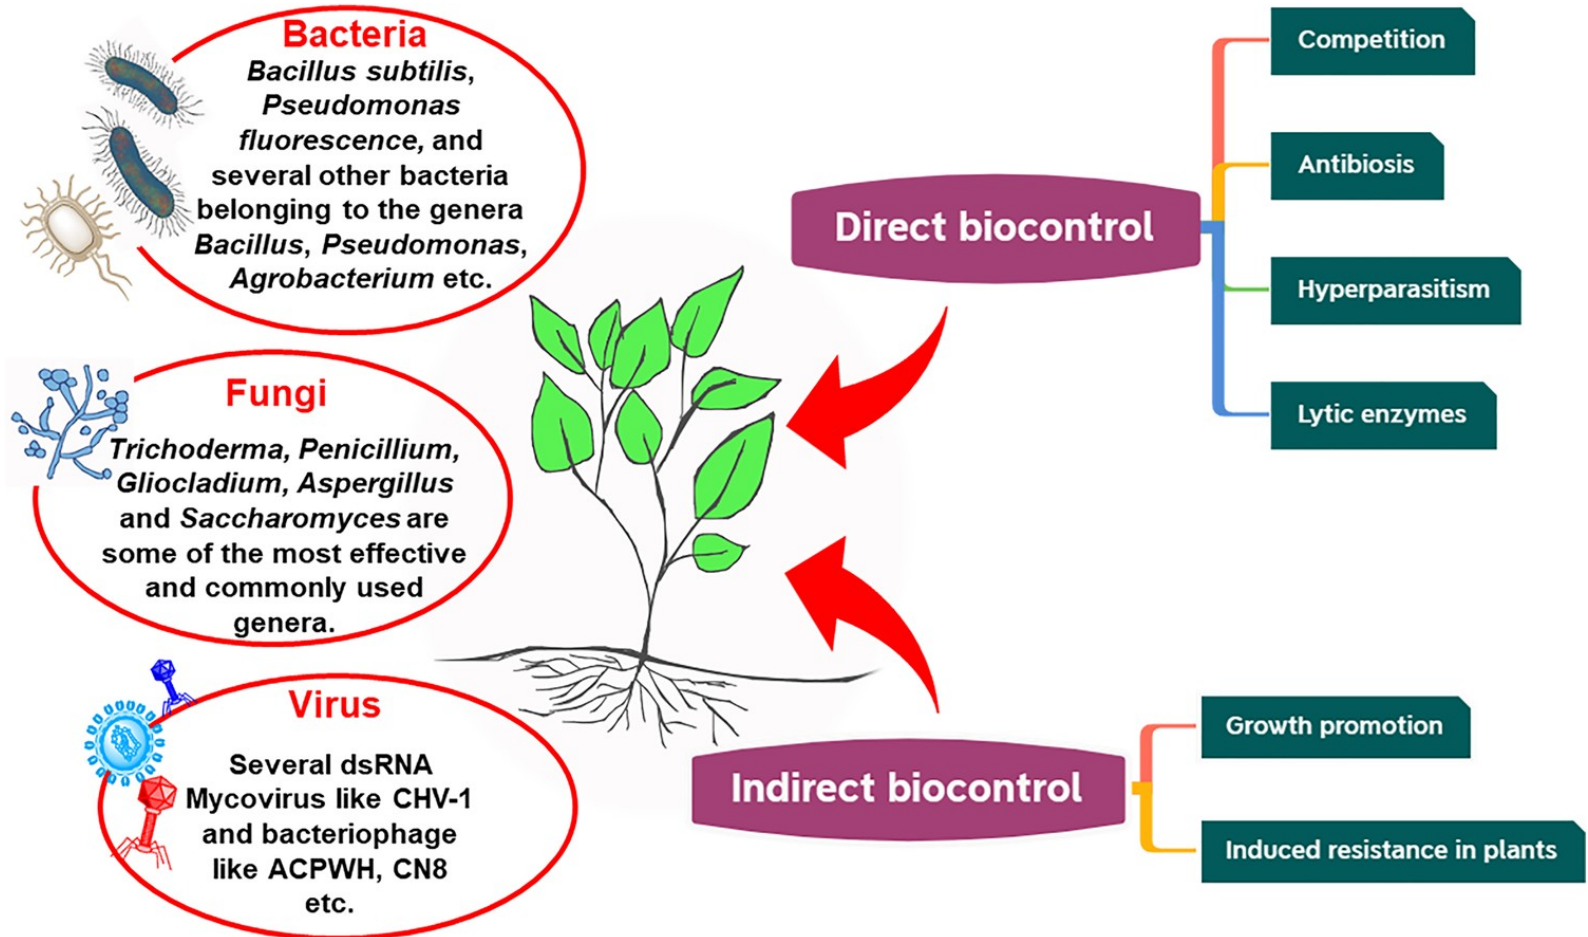 Bacteria
Bacillus subtilis,
Pseudomonas
fluorescence, and
several other bacteria
belonging to the genera
Bacillus, Pseudomonas,
Agrobacterium etc.
Fungi
Trichoderma, Penicillium,
Gliocladium, Aspergillus
and Saccharomyces are
some of the most effective
and commonly used
genera.
Virus
Several dsRNA
Mycovirus like CHV-1
and bacteriophage
like ACPWH, CN8
etc.
Direct biocontrol
Competition
Antibiosis
Hyperparasitism
Lytic enzymes
Indirect biocontrol
Growth promotion
Induced resistance in plants